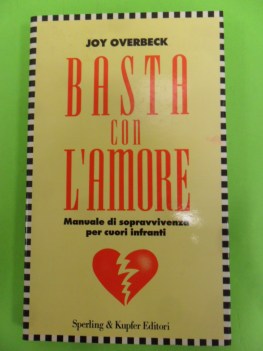 JOY OVERBECK
BASTA
CON
L'AMORE
Manuale di sopravvivenza
per cuori infranti
Sperling & Kupfer Editori